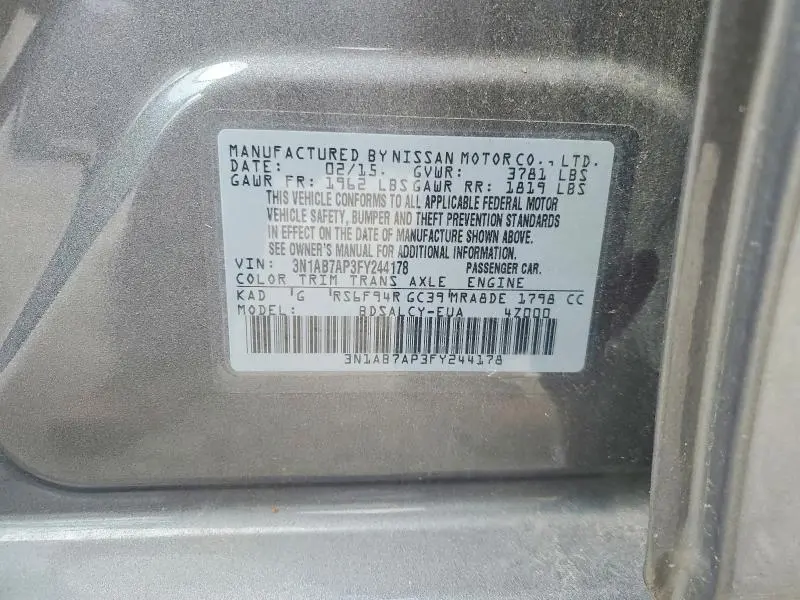 MANUFACTURED BY NISSAN MOTOR CO., LTD.
DATE: 02/15. GVWR: 3781 LBS
GAWR FR: 1962 LBS GAWR RR: 1819 LBS
THIS VEHICLE CONFORMS TO ALL APPLICABLE FEDERAL MOTOR
VEHICLE SAFETY, BUMPER AND THEFT PREVENTION STANDARDS
IN EFFECT ON THE DATE OF MANUFACTURE SHOWN ABOVE.
SEE OWNER'S MANUAL FOR ADDITIONAL INFORMATION.
VIN: 3N1AB7AP3FY244178 PASSENGER CAR.
COLOR TRIM TRANS AXLE ENGINE
KAD 'G 'RS6F94R GC39'MRA8DE 1798 CC
MODEL: BDSALCY-EUA 4Z000
3N1AB7AP3FY244178